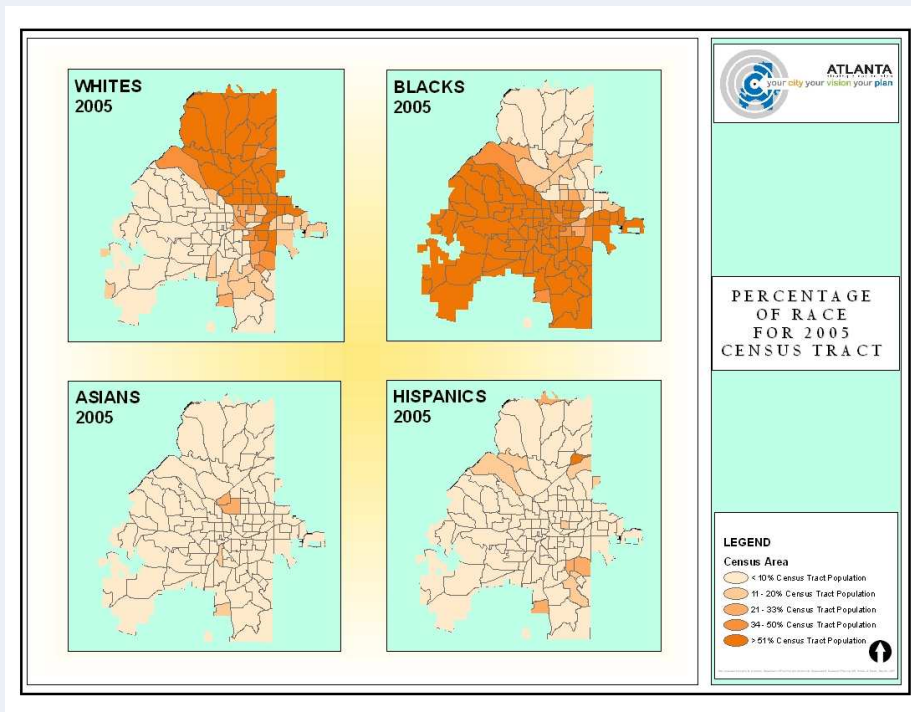 WHITES
2005
BLACKS
2005
ASIANS
2005
HISPANICS
2005
ATLANTA
your city your vision your plan
PERCENTAGE
OF RACE
FOR 2005
CENSUS TRACT
LEGEND
Census Area
< 10% Census Tract Population
11 - 20% Census Tract Population
21 - 33% Census Tract Population
34 - 50% Census Tract Population
> 51% Census Tract Population